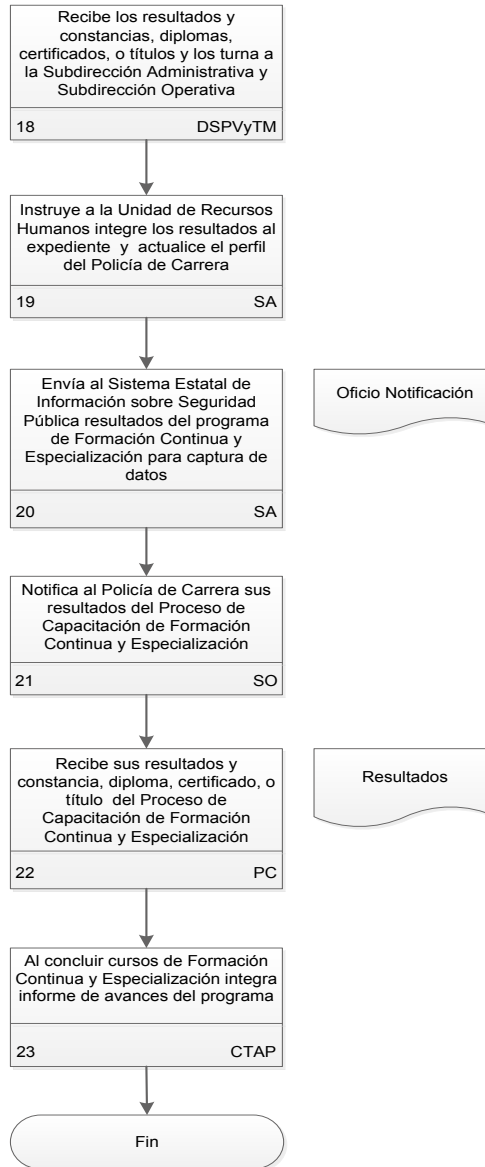 Recibe los resultados y
constancias, diplomas,
certificados, o títulos y los turna a
la Subdirección Administrativa y
Subdirección Operativa
18 DSPVyTM
Instruye a la Unidad de Recursos
Humanos integre los resultados al
expediente y actualice el perfil
del Policía de Carrera
19 SA
Envía al Sistema Estatal de
Información sobre Seguridad
Pública resultados del programa
de Formación Continua y
Especialización para captura de
datos
20 SA
Oficio Notificación
Notifica al Policía de Carrera sus
resultados del Proceso de
Capacitación de Formación
Continua y Especialización
21 SO
Recibe sus resultados y
constancia, diploma, certificado, o
título del Proceso de
Capacitación de Formación
Continua y Especialización
22 PC
Resultados
Al concluir cursos de Formación
Continua y Especialización integra
informe de avances del programa
23 CTAP
Fin